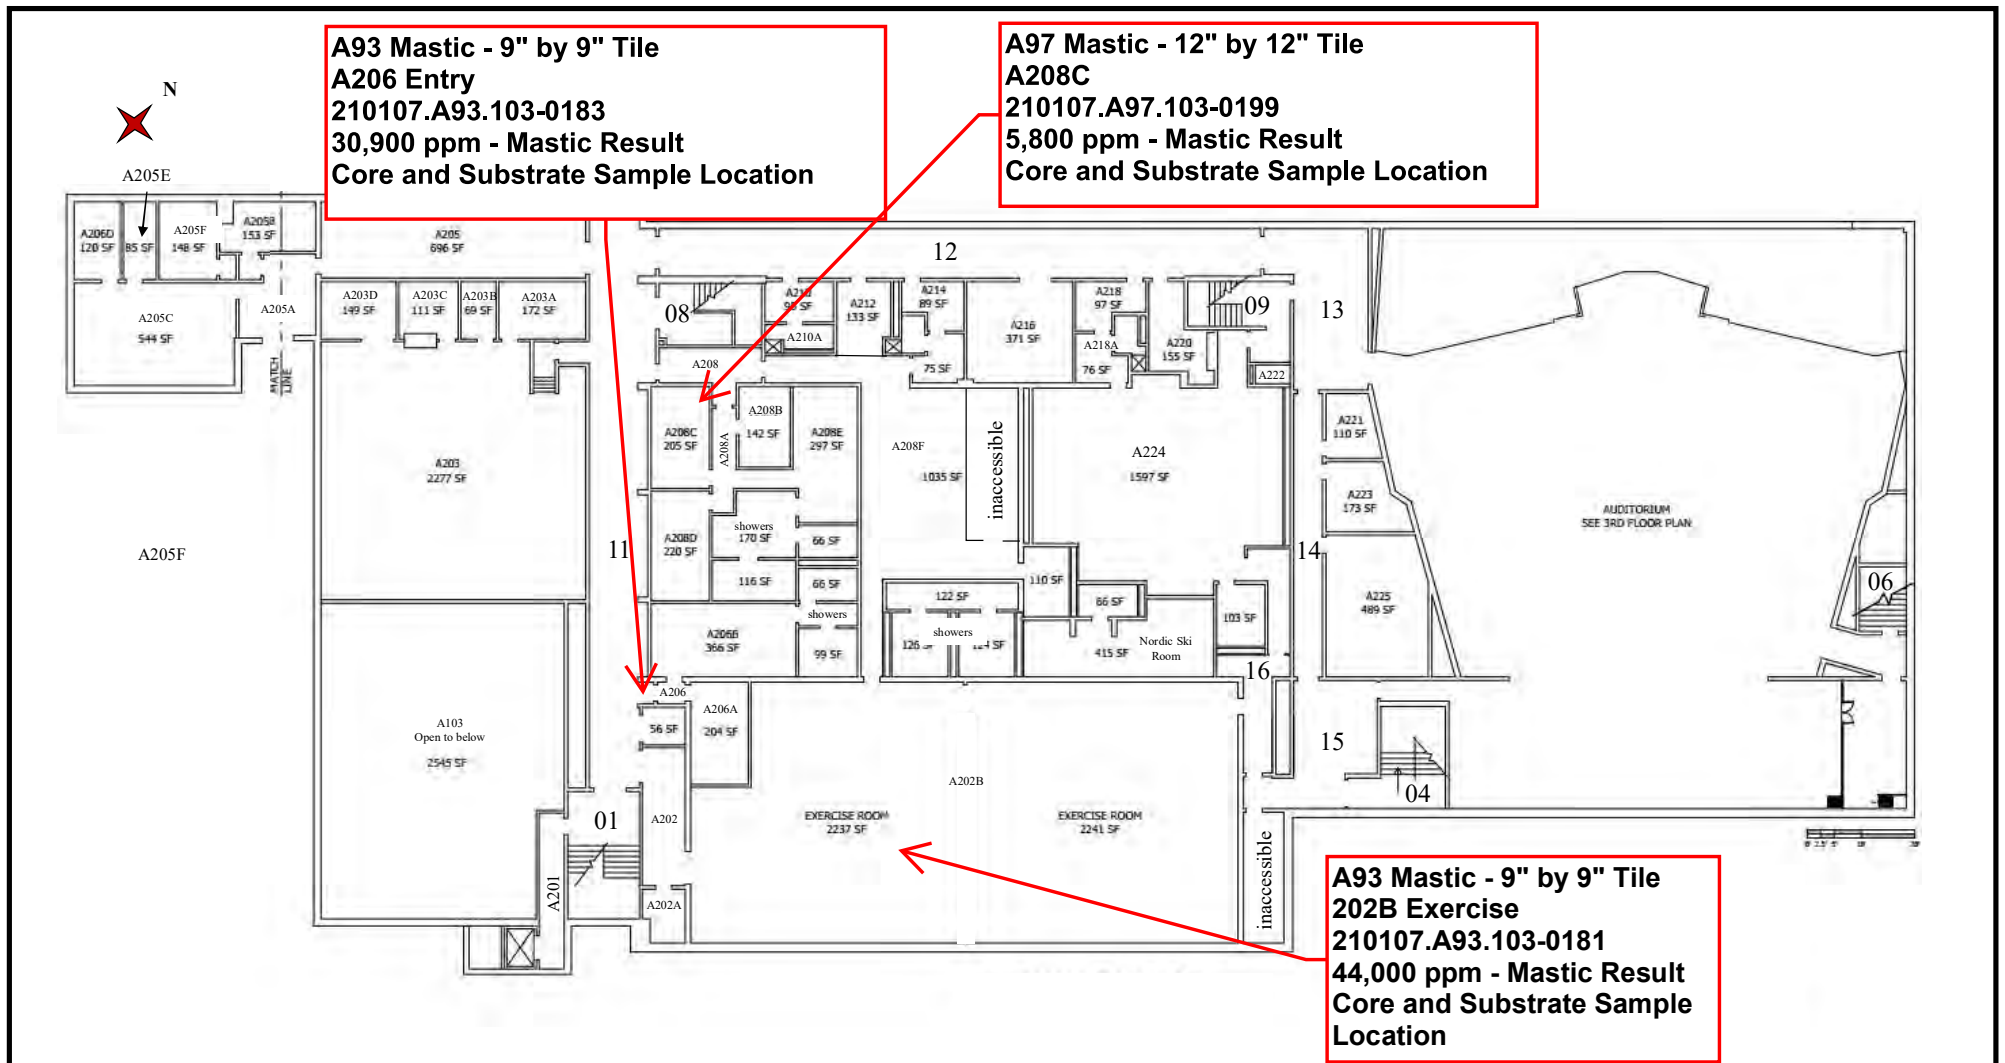 A93 Mastic - 9" by 9" Tile
A206 Entry
210107.A93.103-0183
30,900 ppm - Mastic Result
Core and Substrate Sample Location
A97 Mastic - 12" by 12" Tile
A208C
210107.A97.103-0199
5,800 ppm - Mastic Result
Core and Substrate Sample Location
N
A205E
A206D
120 SF
85 SF
A205F
148 SF
A205B
153 SF
A205
696 SF
12
13
A205C
544 SF
A205A
MATCH
LINE
A203D
149 SF
A203C
111 SF
A203B
69 SF
A203A
172 SF
08
A210
A210A
A212
133 SF
A214
89 SF
75 SF
A216
371 SF
A218
97 SF
A218A
76 SF
A220
155 SF
09
A222
A208
A203
2277 SF
A208C
205 SF
A208A
A208B
142 SF
A208E
297 SF
A208F
1035 SF
inaccessible
A224
1597 SF
A221
110 SF
A223
173 SF
AUDITORIUM
SEE 3RD FLOOR PLAN
A205F
11
A208D
220 SF
showers
170 SF
66 SF
116 SF
66 SF
showers
14
110 SF
122 SF
showers
66 SF
103 SF
A225
489 SF
06
A206B
366 SF
99 SF
415 SF
Nordic Ski
Room
16
A206
56 SF
A206A
204 SF
A103
Open to below
2545 SF
A202B
15
04
01
A202
EXERCISE ROOM
2237 SF
EXERCISE ROOM
2241 SF
A201
A202A
inaccessible
A93 Mastic - 9" by 9" Tile
202B Exercise
210107.A93.103-0181
44,000 ppm - Mastic Result
Core and Substrate Sample
Location